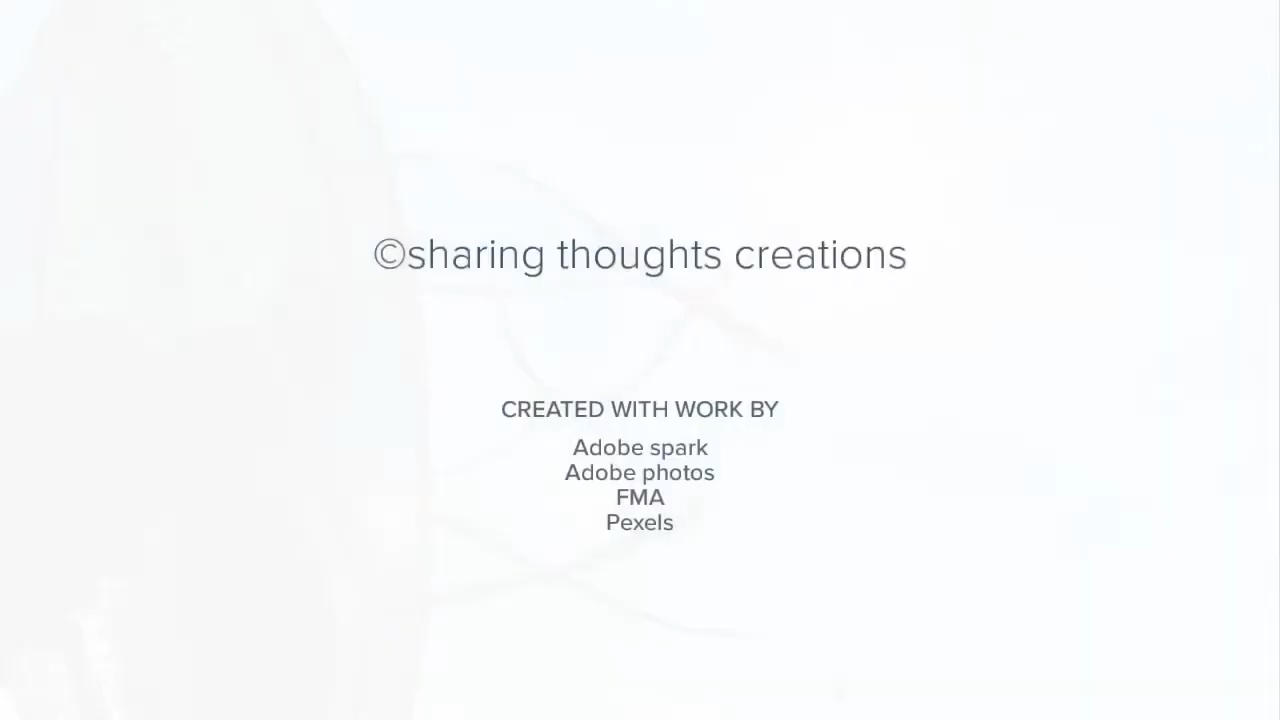 ©sharing thoughts creations
CREATED WITH WORK BY
Adobe spark
Adobe photos
FMA
Pexels